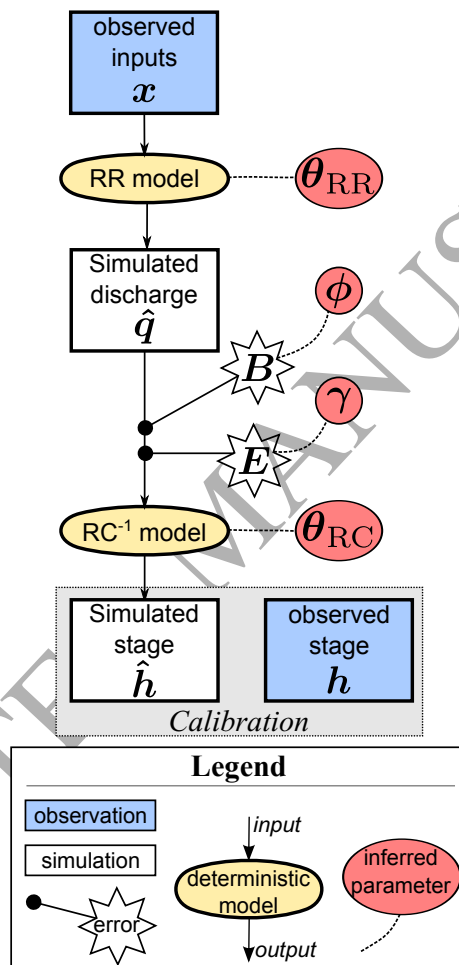 observed
inputs
x
RR model
θ_RR
Simulated
discharge
q̂
ϕ
B
γ
E
RC⁻¹ model
θ_RC
Simulated
stage
ĥ
observed
stage
h
Calibration
Legend
observation
simulation
error
input
deterministic
model
output
inferred
parameter